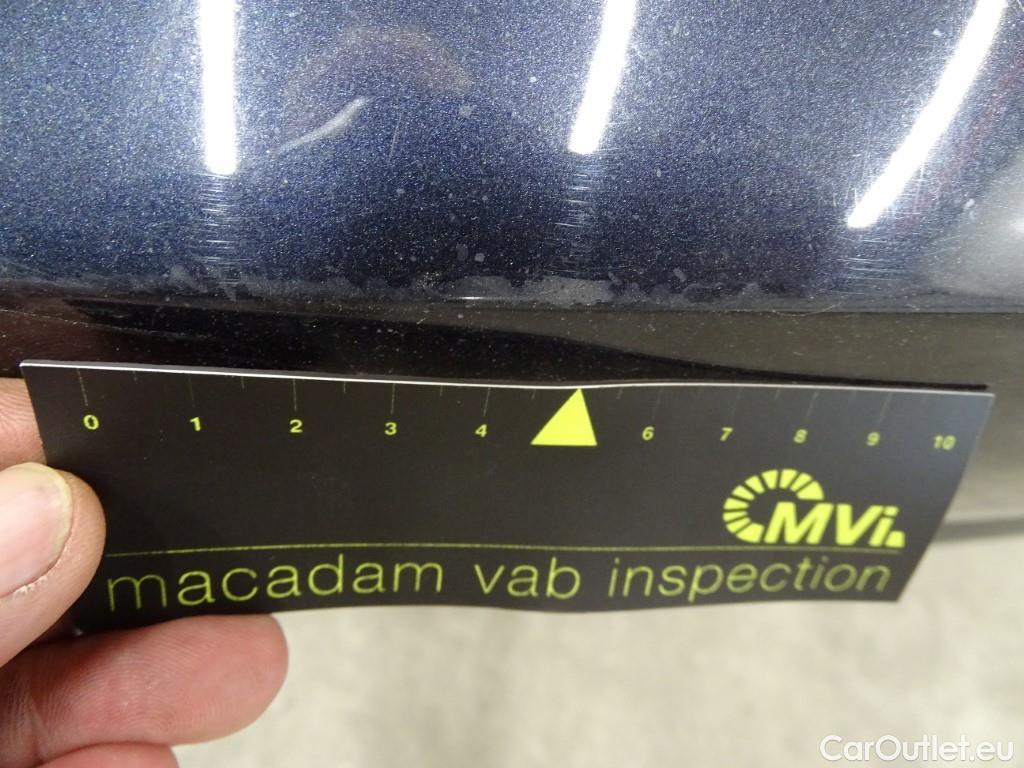 0 1 2 3 4 6 7 8 9 10
MVi.
macadam vab inspection
CarOutlet.eu